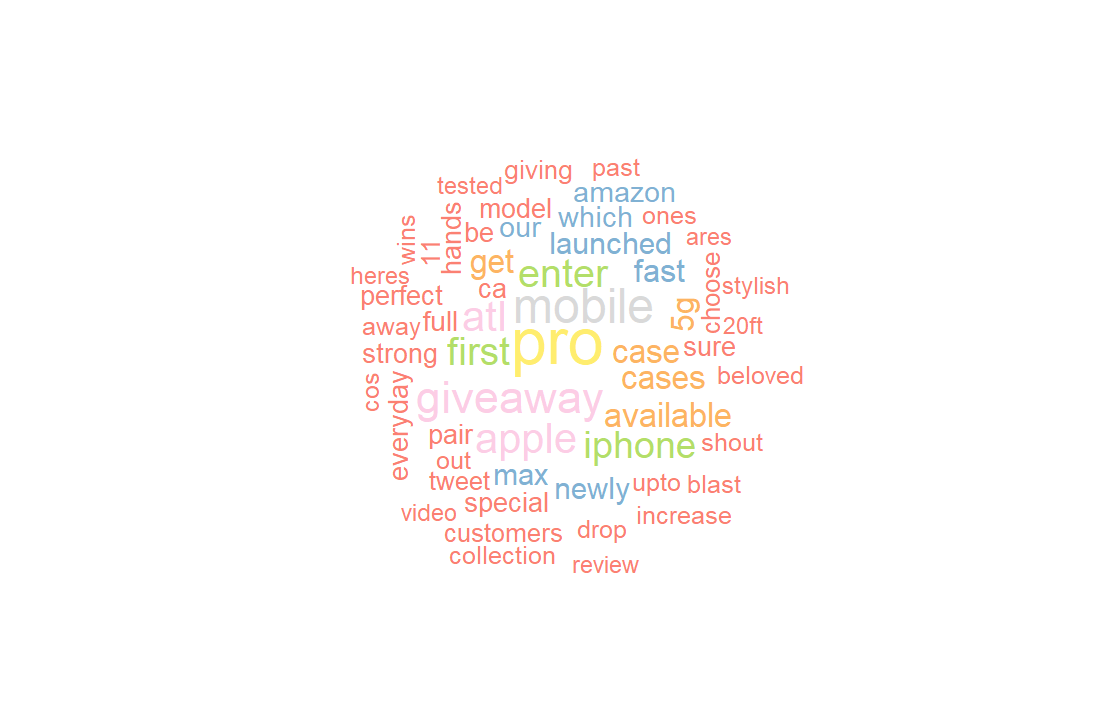 giving
past
tested
amazon
model
which
ones
wins
11
hands
be
our
launched
ares
heres
get
enter
fast
choose
stylish
perfect
ca
mobile
5g
20ft
away
full
atl
pro
strong
first
case
sure
cos
everyday
giveaway
cases
beloved
available
pair
apple
iphone
shout
out
tweet
max
newly
upto
blast
video
special
increase
customers
drop
collection
review